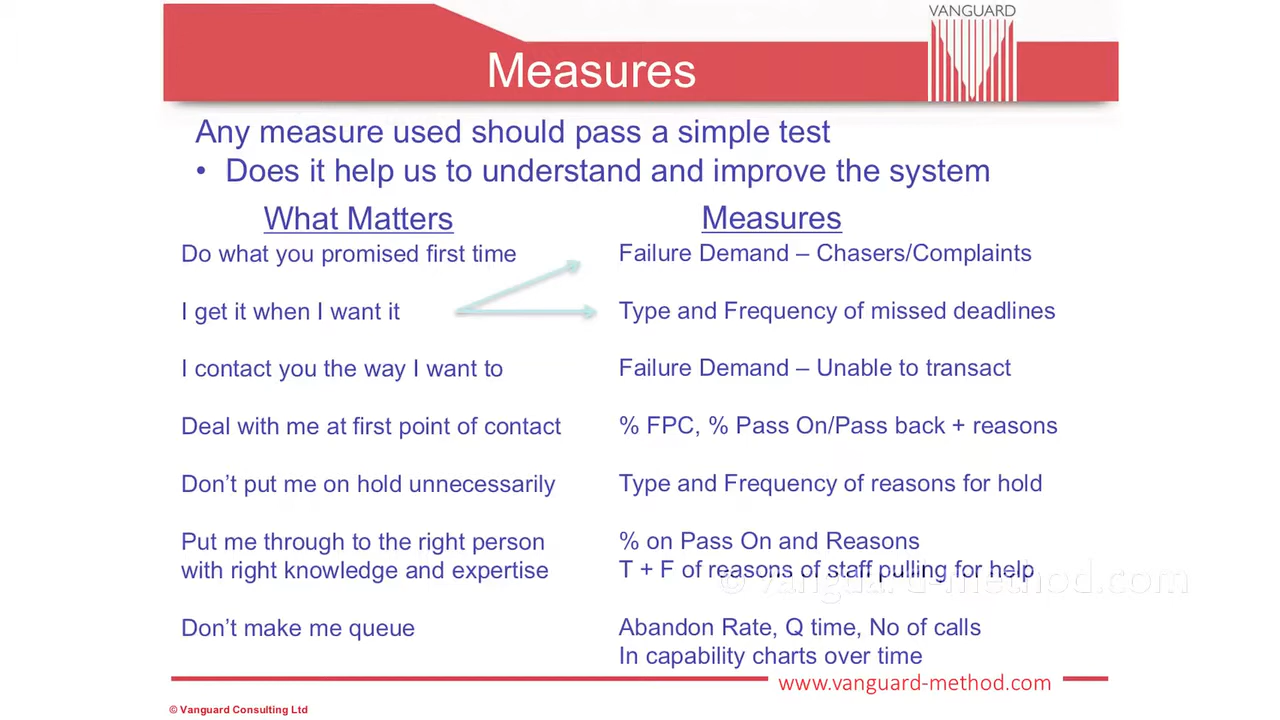 VANGUARD
Measures
Any measure used should pass a simple test
• Does it help us to understand and improve the system
What Matters
Measures
Do what you promised first time
Failure Demand – Chasers/Complaints
I get it when I want it
Type and Frequency of missed deadlines
I contact you the way I want to
Failure Demand – Unable to transact
Deal with me at first point of contact
% FPC, % Pass On/Pass back + reasons
Don’t put me on hold unnecessarily
Type and Frequency of reasons for hold
Put me through to the right person
with right knowledge and expertise
% on Pass On and Reasons
T + F of reasons of staff pulling for help
© vanguard-method.com
Don’t make me queue
Abandon Rate, Q time, No of calls
In capability charts over time
www.vanguard-method.com
© Vanguard Consulting Ltd